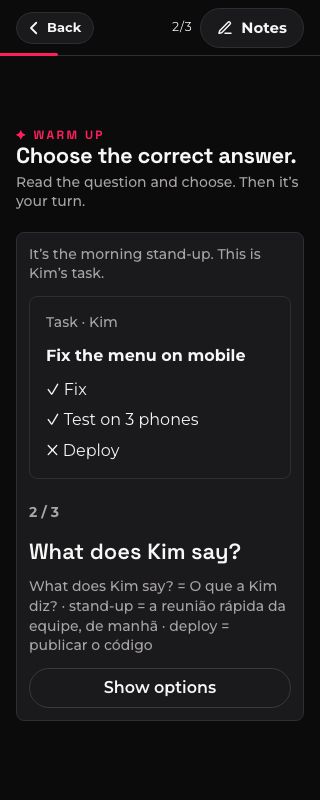 Back
2/3
Notes
WARM UP
Choose the correct answer.
Read the question and choose. Then it's
your turn.
It's the morning stand-up. This is
Kim's task.
Task · Kim
Fix the menu on mobile
✓ Fix
✓ Test on 3 phones
✕ Deploy
2 / 3
What does Kim say?
What does Kim say? = O que a Kim
diz? · stand-up = a reunião rápida da
equipe, de manhã · deploy =
publicar o código
Show options